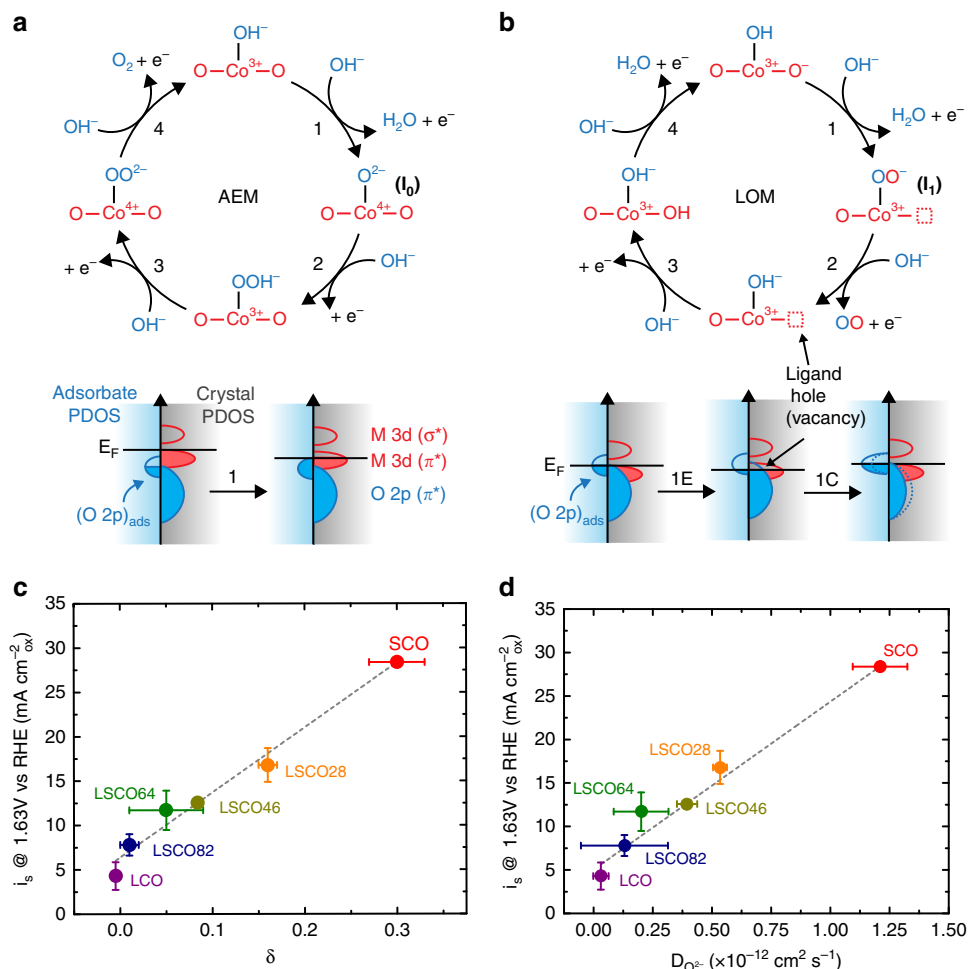 a
OH⁻
O₂ + e⁻
O–Co³⁺–O
OH⁻
4
1
OH⁻
H₂O + e⁻
OO²⁻
O²⁻
(I₀)
O–Co⁴⁺–O
AEM
O–Co⁴⁺–O
3
2
+ e⁻
OOH⁻
OH⁻
O–Co³⁺–O
+ e⁻
OH⁻
Adsorbate
PDOS
Crystal
PDOS
E_F
M 3d (σ*)
M 3d (π*)
1
O 2p (π*)
(O 2p)ads
b
OH
H₂O + e⁻
O–Co³⁺–O⁻
OH⁻
4
1
OH⁻
H₂O + e⁻
OH⁻
OO⁻
(I₁)
O–Co³⁺–OH
LOM
O–Co³⁺–
3
2
+ e⁻
OH⁻
OH⁻
O–Co³⁺–
OH⁻
OO + e⁻
Ligand
hole
(vacancy)
E_F
1E
1C
(O 2p)ads
c
i_s @ 1.63V vs RHE (mA cm⁻²ox)
35
30
25
20
15
10
5
0
SCO
LSCO28
LSCO64
LSCO46
LSCO82
LCO
0.0
0.1
0.2
0.3
δ
d
i_s @ 1.63V vs RHE (mA cm⁻²ox)
35
30
25
20
15
10
5
0
SCO
LSCO28
LSCO64
LSCO46
LSCO82
LCO
0.00
0.25
0.50
0.75
1.00
1.25
1.50
D_O²⁻ (×10⁻¹² cm² s⁻¹)